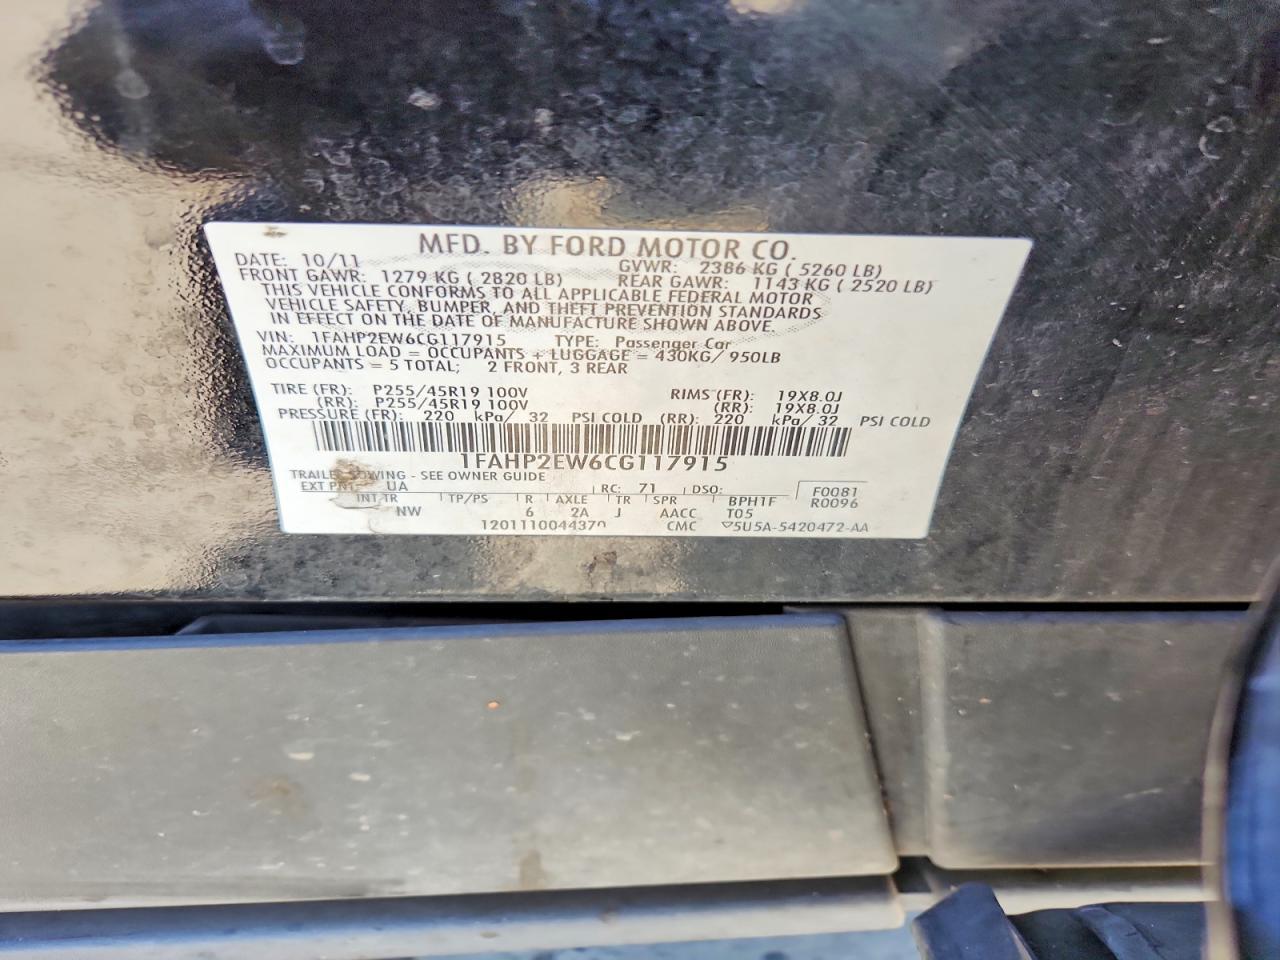 MFD. BY FORD MOTOR CO.
DATE: 10/11 GVWR: 2386 KG ( 5260 LB)
FRONT GAWR: 1279 KG ( 2820 LB) REAR GAWR: 1143 KG ( 2520 LB)
THIS VEHICLE CONFORMS TO ALL APPLICABLE FEDERAL MOTOR
VEHICLE SAFETY, BUMPER, AND THEFT PREVENTION STANDARDS
IN EFFECT ON THE DATE OF MANUFACTURE SHOWN ABOVE.
VIN: 1FAHP2EW6CG117915 TYPE: Passenger Car
MAXIMUM LOAD = OCCUPANTS + LUGGAGE = 430KG/ 950LB
OCCUPANTS = 5 TOTAL; 2 FRONT, 3 REAR
TIRE (FR): P255/45R19 100V RIMS (FR): 19X8.0J
(RR): P255/45R19 100V (RR): 19X8.0J
PRESSURE (FR): 220 kPa/ 32 PSI COLD (RR): 220 kPa/ 32 PSI COLD
1FAHP2EW6CG117915
TRAILER TOWING - SEE OWNER GUIDE
EXT PNT: UA RC: 71 DSO: F0081
R0096
INT TR TP/PS R AXLE TR SPR BPH1F
NW 6 2A J AACC T05
1201110044370 CMC ▽5U5A-5420472-AA